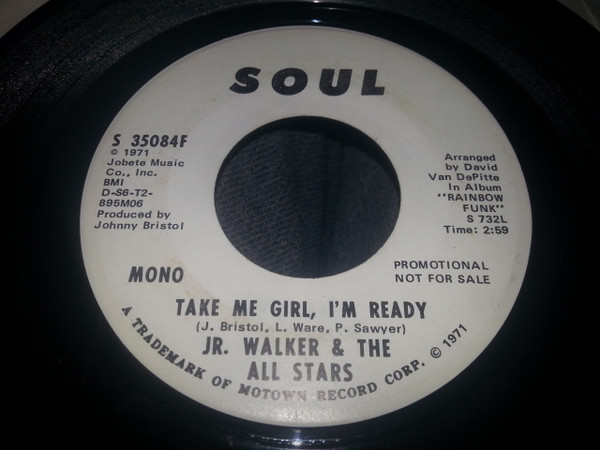 SOUL
S 35084F
© 1971
Jobete Music
Co., Inc.
BMI
D-S6-T2-
895M06
Produced by
Johnny Bristol
Arranged
by David
Van DePitte
In Album
"RAINBOW
FUNK"
S 732L
Time: 2:59
MONO
PROMOTIONAL
NOT FOR SALE
TAKE ME GIRL, I'M READY
(J. Bristol, L. Ware, P. Sawyer)
JR. WALKER & THE
ALL STARS
A TRADEMARK OF MOTOWN RECORD CORP. © 1971